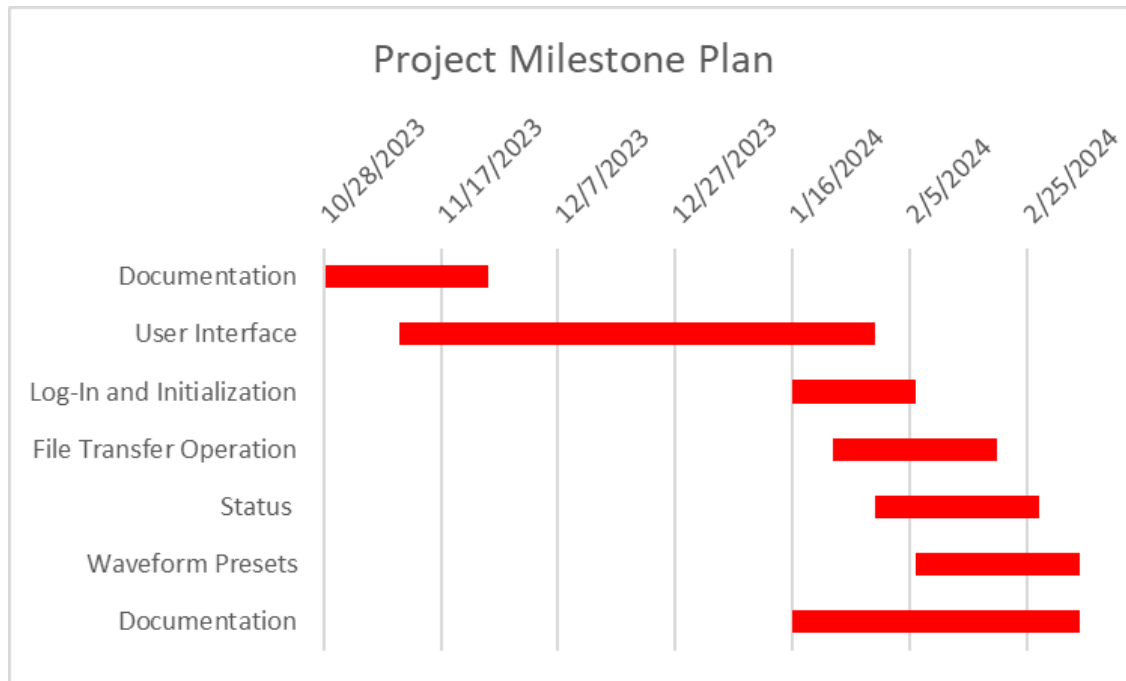 Project Milestone Plan
10/28/2023
11/17/2023
12/7/2023
12/27/2023
1/16/2024
2/5/2024
2/25/2024
Documentation
User Interface
Log-In and Initialization
File Transfer Operation
Status
Waveform Presets
Documentation